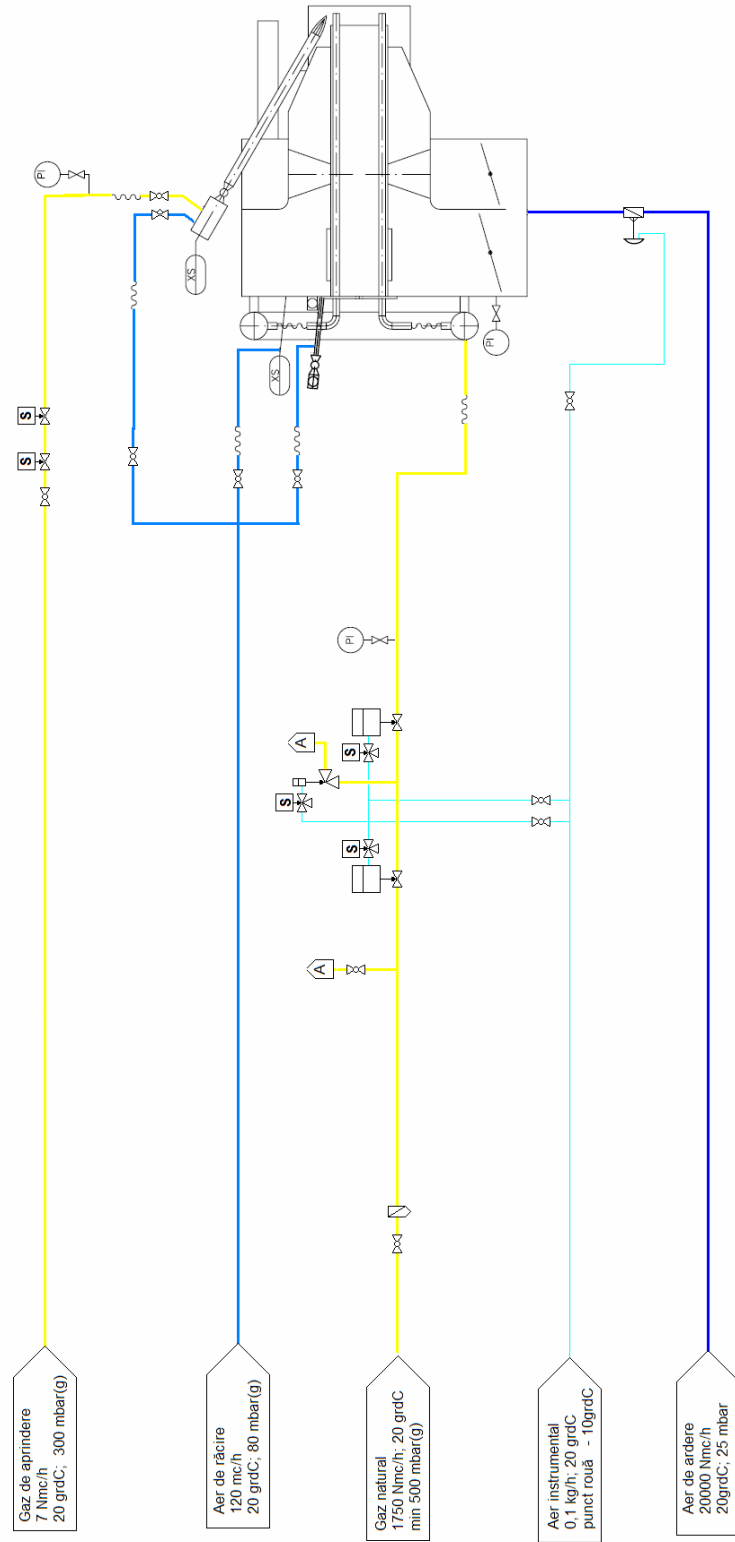 PI
XS
XS
PI
S
S
PI
A
S
S
S
A
Gaz de aprindere
7 Nmc/h
20 grdC; 300 mbar(g)
Aer de răcire
120 mc/h
20 grdC; 80 mbar(g)
Gaz natural
1750 Nmc/h; 20 grdC
min 500 mbar(g)
Aer instrumental
0,1 kg/h; 20 grdC
punct rouă - 10grdC
Aer de ardere
20000 Nmc/h
20grdC; 25 mbar